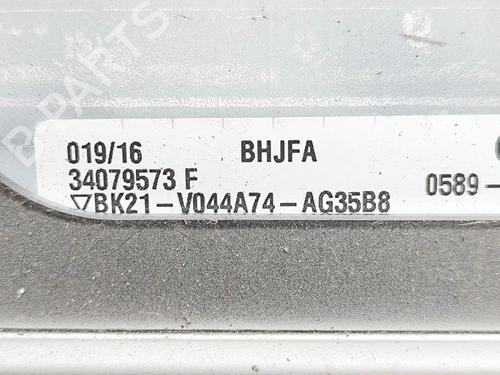 B PARTS
019/16 BHJFA
34079573 F 0589-
▽BK21-V044A74-AG35B8